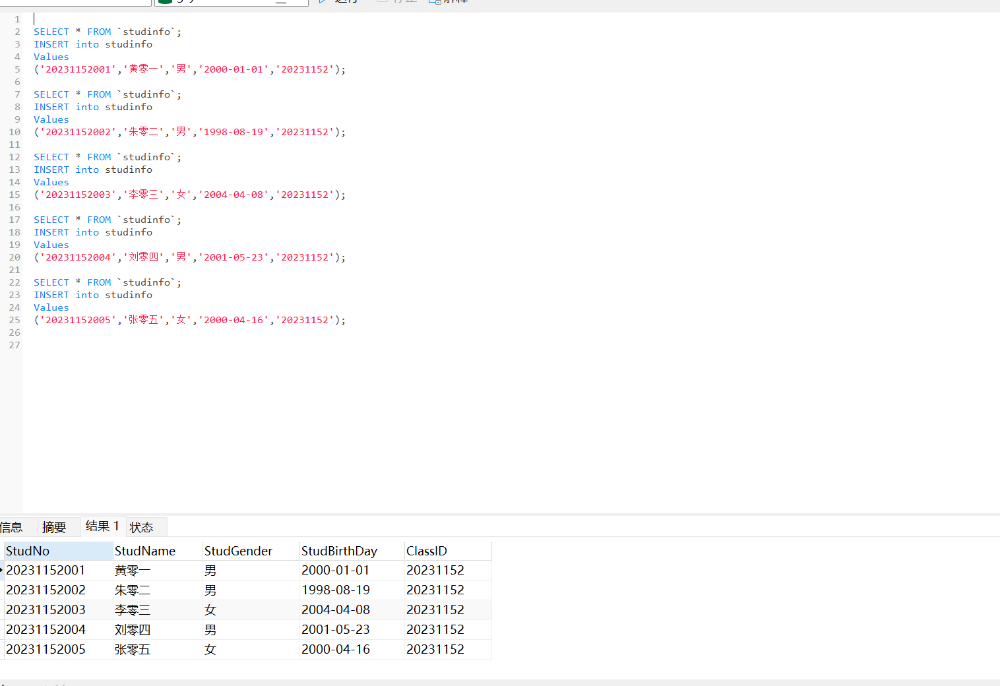 1
2 SELECT * FROM `studinfo`;
3 INSERT into studinfo
4 Values
5 ('20231152001','黄零一','男','2000-01-01','20231152');
6
7 SELECT * FROM `studinfo`;
8 INSERT into studinfo
9 Values
10 ('20231152002','朱零二','男','1998-08-19','20231152');
11
12 SELECT * FROM `studinfo`;
13 INSERT into studinfo
14 Values
15 ('20231152003','李零三','女','2004-04-08','20231152');
16
17 SELECT * FROM `studinfo`;
18 INSERT into studinfo
19 Values
20 ('20231152004','刘零四','男','2001-05-23','20231152');
21
22 SELECT * FROM `studinfo`;
23 INSERT into studinfo
24 Values
25 ('20231152005','张零五','女','2000-04-16','20231152');
26
27
信息 摘要 结果 1 状态
StudNo StudName StudGender StudBirthDay ClassID
20231152001 黄零一 男 2000-01-01 20231152
20231152002 朱零二 男 1998-08-19 20231152
20231152003 李零三 女 2004-04-08 20231152
20231152004 刘零四 男 2001-05-23 20231152
20231152005 张零五 女 2000-04-16 20231152